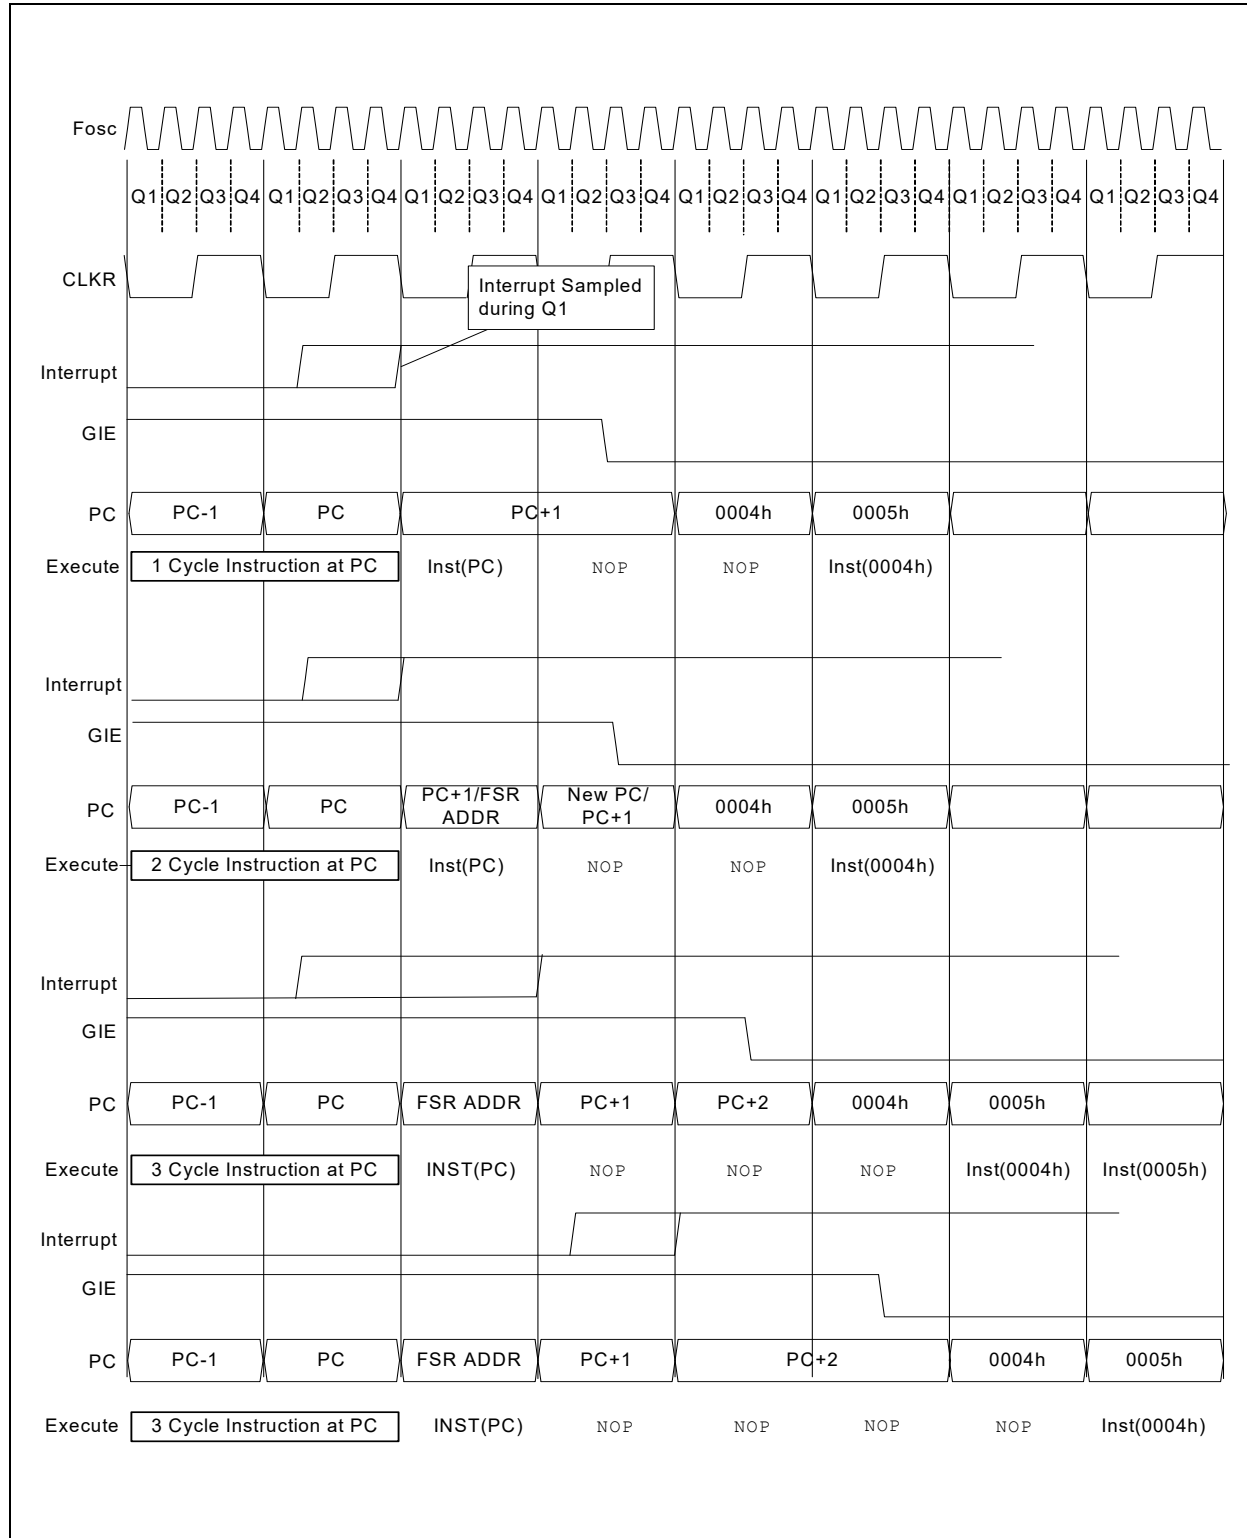 Fosc
Q1 Q2 Q3 Q4 Q1 Q2 Q3 Q4 Q1 Q2 Q3 Q4 Q1 Q2 Q3 Q4 Q1 Q2 Q3 Q4 Q1 Q2 Q3 Q4 Q1 Q2 Q3 Q4 Q1 Q2 Q3 Q4
CLKR
Interrupt Sampled
during Q1
Interrupt
GIE
PC PC-1 PC PC+1 0004h 0005h
Execute 1 Cycle Instruction at PC Inst(PC) NOP NOP Inst(0004h)
Interrupt
GIE
PC PC-1 PC PC+1/FSR ADDR New PC/ PC+1 0004h 0005h
Execute 2 Cycle Instruction at PC Inst(PC) NOP NOP Inst(0004h)
Interrupt
GIE
PC PC-1 PC FSR ADDR PC+1 PC+2 0004h 0005h
Execute 3 Cycle Instruction at PC INST(PC) NOP NOP NOP Inst(0004h) Inst(0005h)
Interrupt
GIE
PC PC-1 PC FSR ADDR PC+1 PC+2 0004h 0005h
Execute 3 Cycle Instruction at PC INST(PC) NOP NOP NOP NOP Inst(0004h)